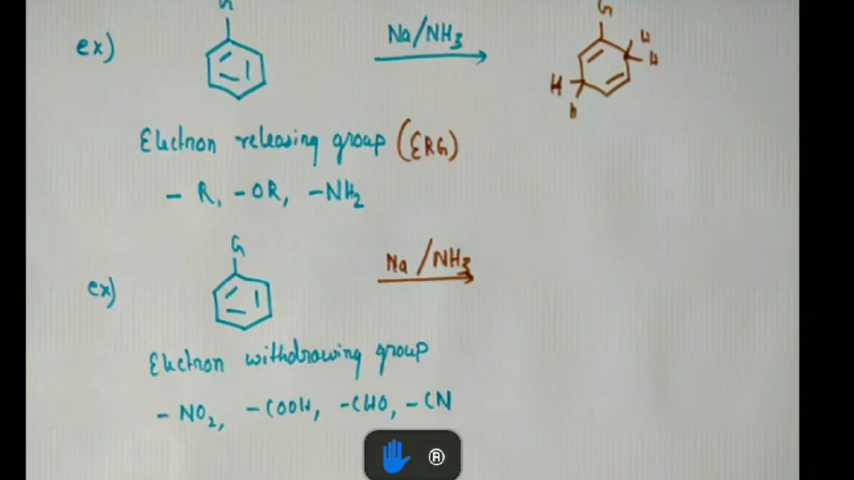 G
ex) Na/NH3 H
H
H
H
Electron releasing group (ERG)
- R, -OR, -NH2
G
ex) Na/NH3
Electron withdrawing group
- NO2, -COOH, -CHO, -CN
®